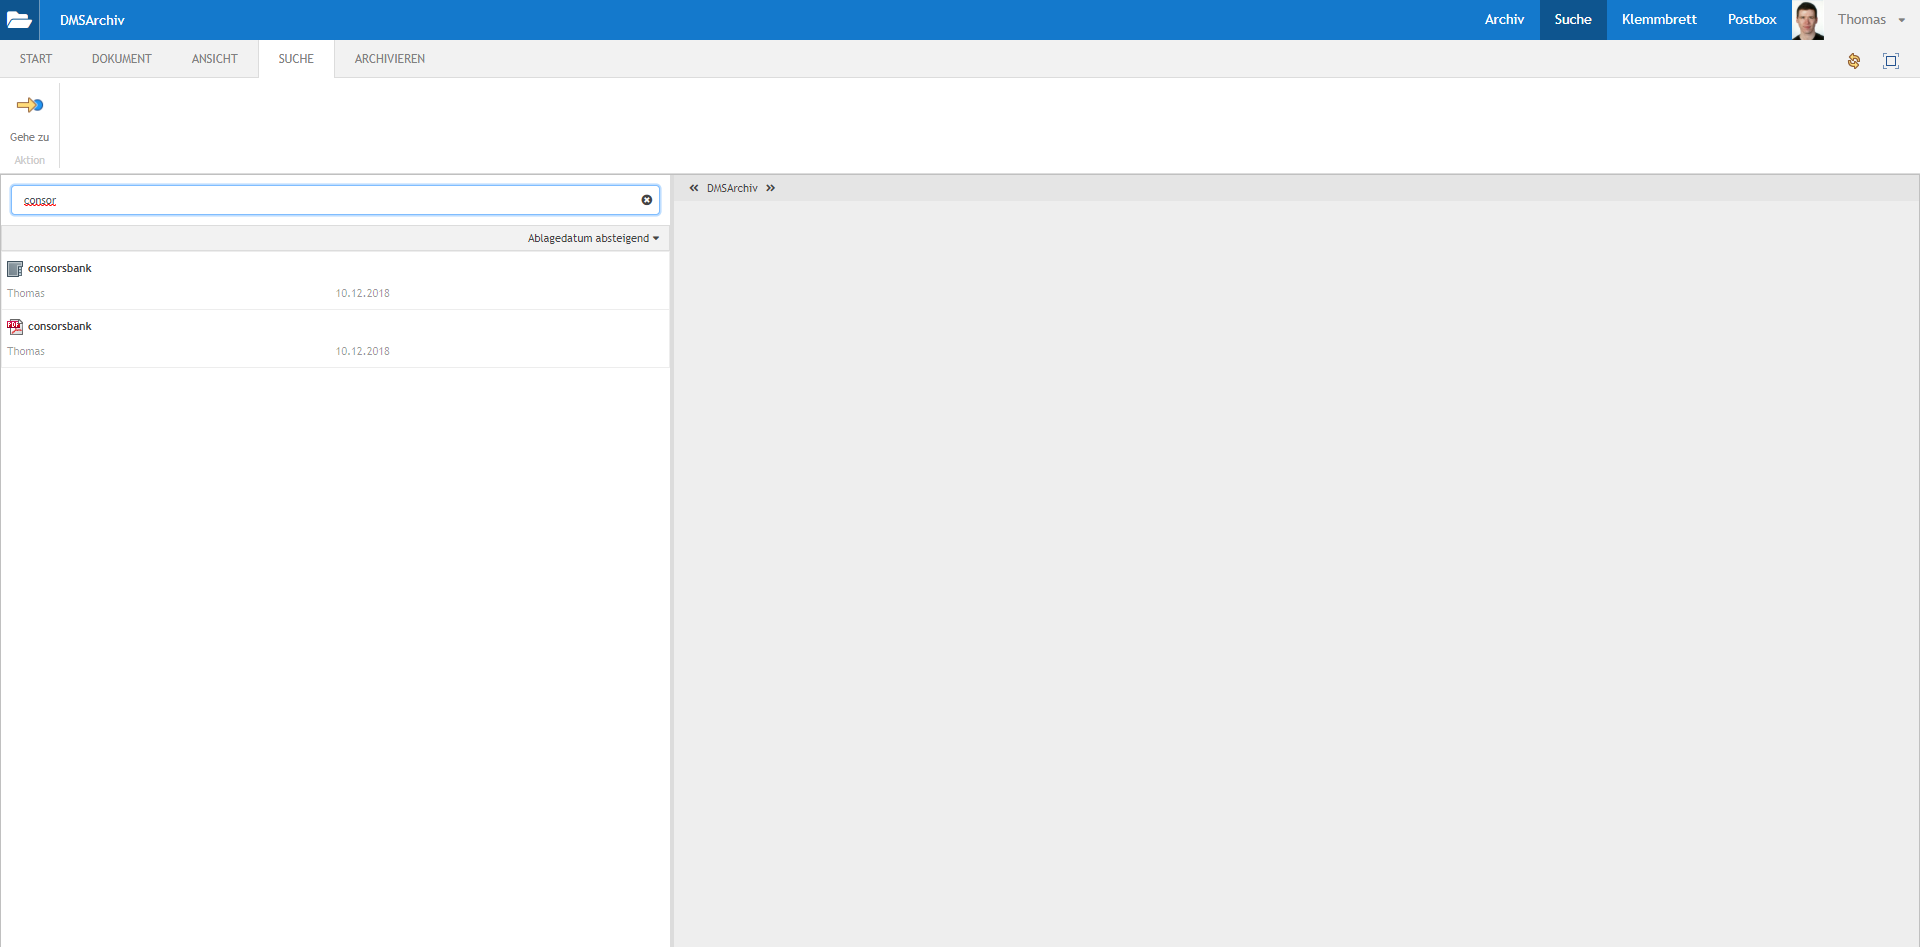 DMSArchiv
Archiv
Suche
Klemmbrett
Postbox
Thomas
START
DOKUMENT
ANSICHT
SUCHE
ARCHIVIEREN
Gehe zu
Aktion
consor
« DMSArchiv »
Ablagedatum absteigend
consorsbank
Thomas 10.12.2018
PDF
consorsbank
Thomas 10.12.2018